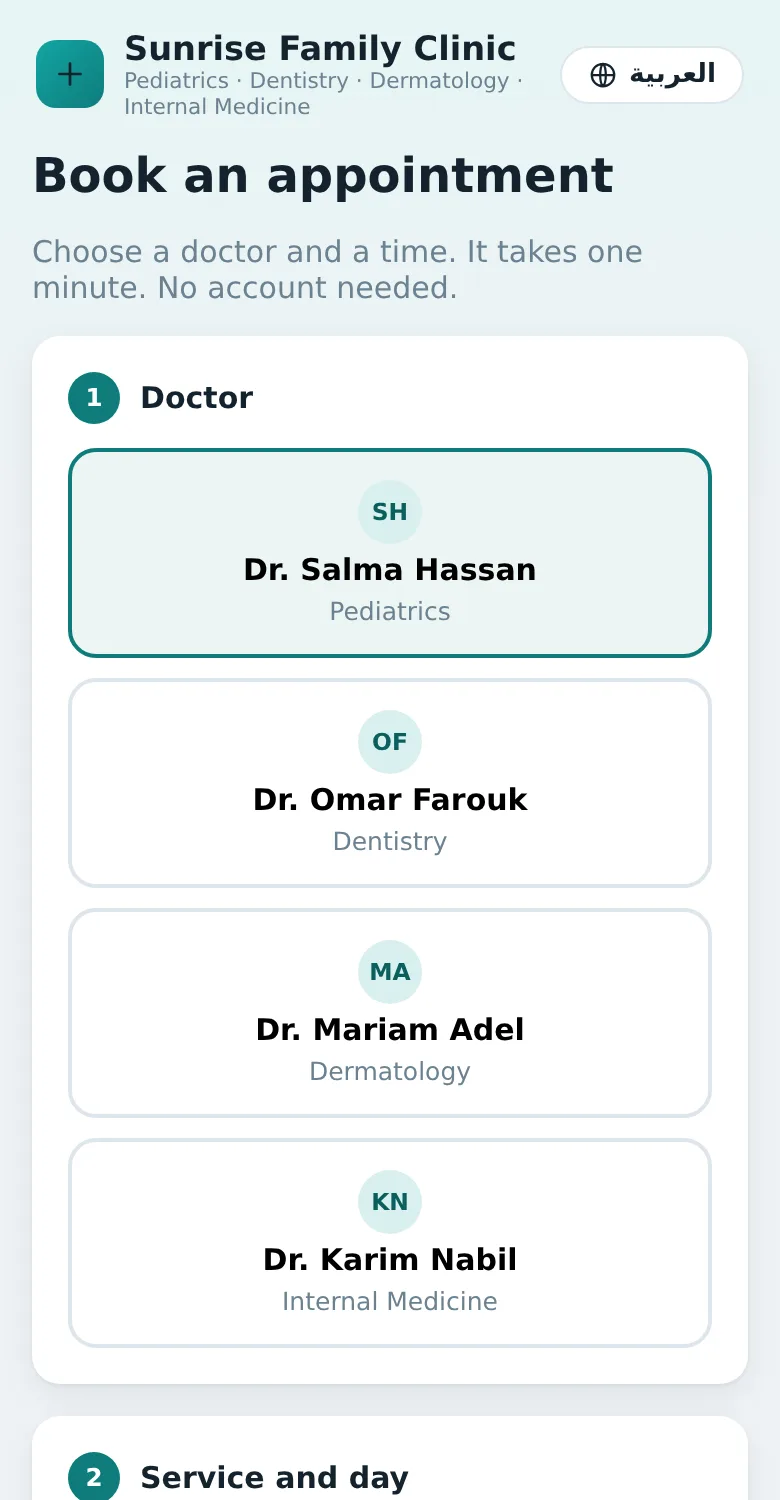 Sunrise Family Clinic
Pediatrics · Dentistry · Dermatology ·
Internal Medicine
العربية
Book an appointment
Choose a doctor and a time. It takes one
minute. No account needed.
1 Doctor
SH
Dr. Salma Hassan
Pediatrics
OF
Dr. Omar Farouk
Dentistry
MA
Dr. Mariam Adel
Dermatology
KN
Dr. Karim Nabil
Internal Medicine
2 Service and day